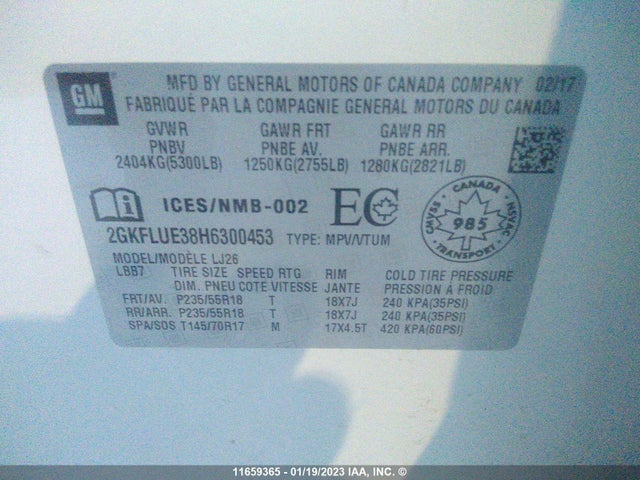 GM
MFD BY GENERAL MOTORS OF CANADA COMPANY 02/17
FABRIQUÉ PAR LA COMPAGNIE GENERAL MOTORS DU CANADA
GVWR GAWR FRT GAWR RR
PNBV PNBE AV. PNBE ARR.
2404KG(5300LB) 1250KG(2755LB) 1280KG(2821LB)
ICES/NMB-002 EC
CANADA
CMVSS 985 NSVAC
TRANSPORT
2GKFLUE38H6300453 TYPE: MPV/VTUM
MODEL/MODÈLE LJ26
LBB7 TIRE SIZE SPEED RTG RIM COLD TIRE PRESSURE
DIM. PNEU COTE VITESSE JANTE PRESSION À FROID
FRT/AV. P235/55R18 T 18X7J 240 KPA(35PSI)
RR/ARR. P235/55R18 T 18X7J 240 KPA(35PSI)
SPA/SOS T145/70R17 M 17X4.5T 420 KPA(60PSI)
11659365 - 01/19/2023 IAA, INC. ©